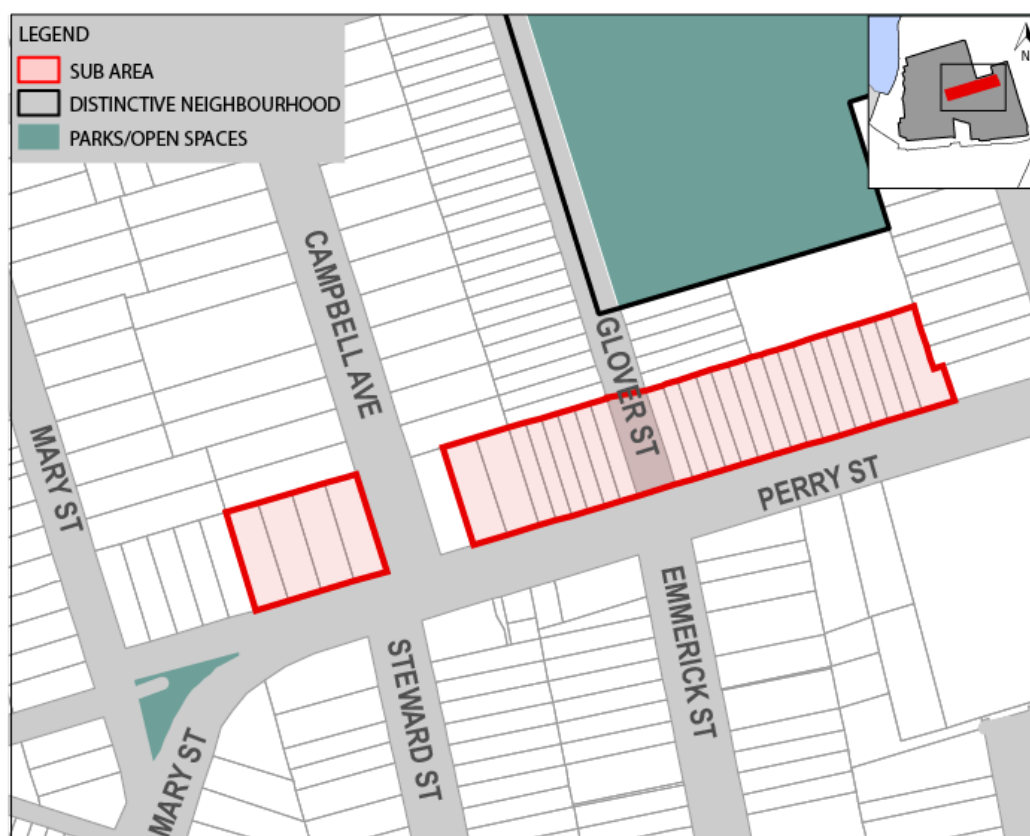 LEGEND
SUB AREA
DISTINCTIVE NEIGHBOURHOOD
PARKS/OPEN SPACES
N
CAMPBELL AVE
GLOVER ST
MARY ST
PERRY ST
EMMERICK ST
STEWARD ST
MARY ST